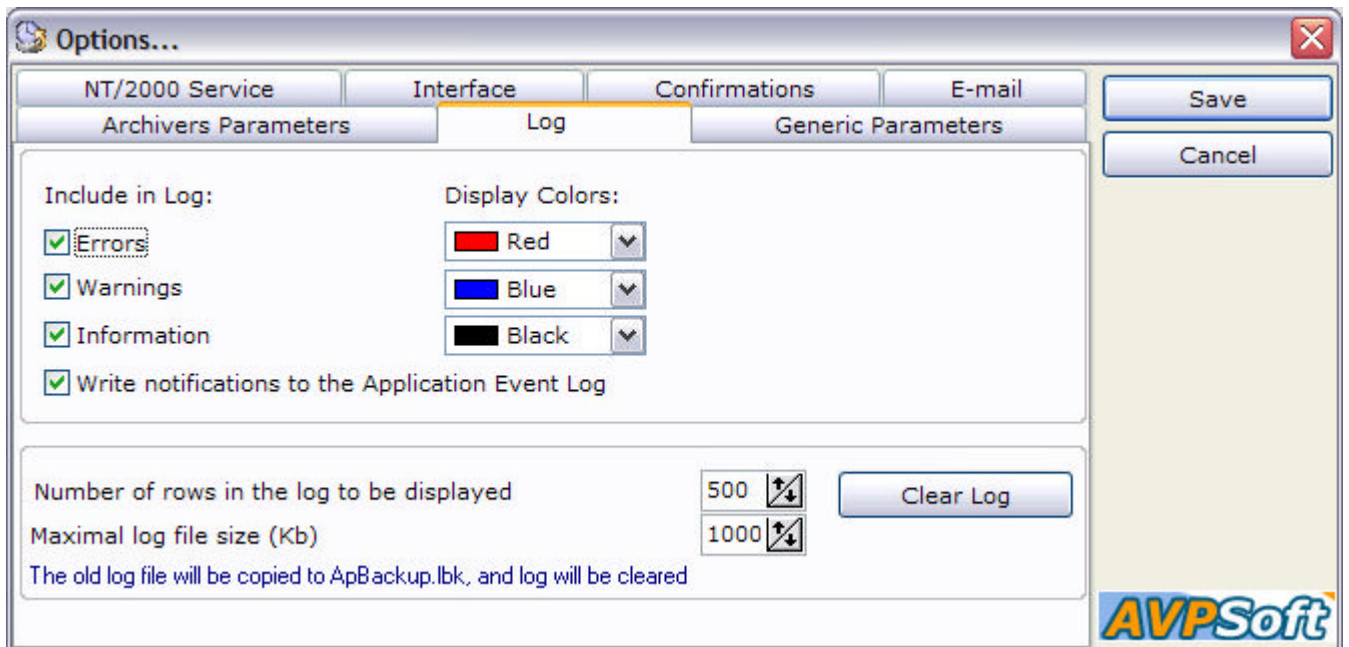 Options...
NT/2000 Service Interface Confirmations E-mail
Archivers Parameters Log Generic Parameters
Save
Cancel
Include in Log: Display Colors:
Errors Red
Warnings Blue
Information Black
Write notifications to the Application Event Log
Number of rows in the log to be displayed 500 Clear Log
Maximal log file size (Kb) 1000
The old log file will be copied to ApBackup.lbk, and log will be cleared
AVPSoft